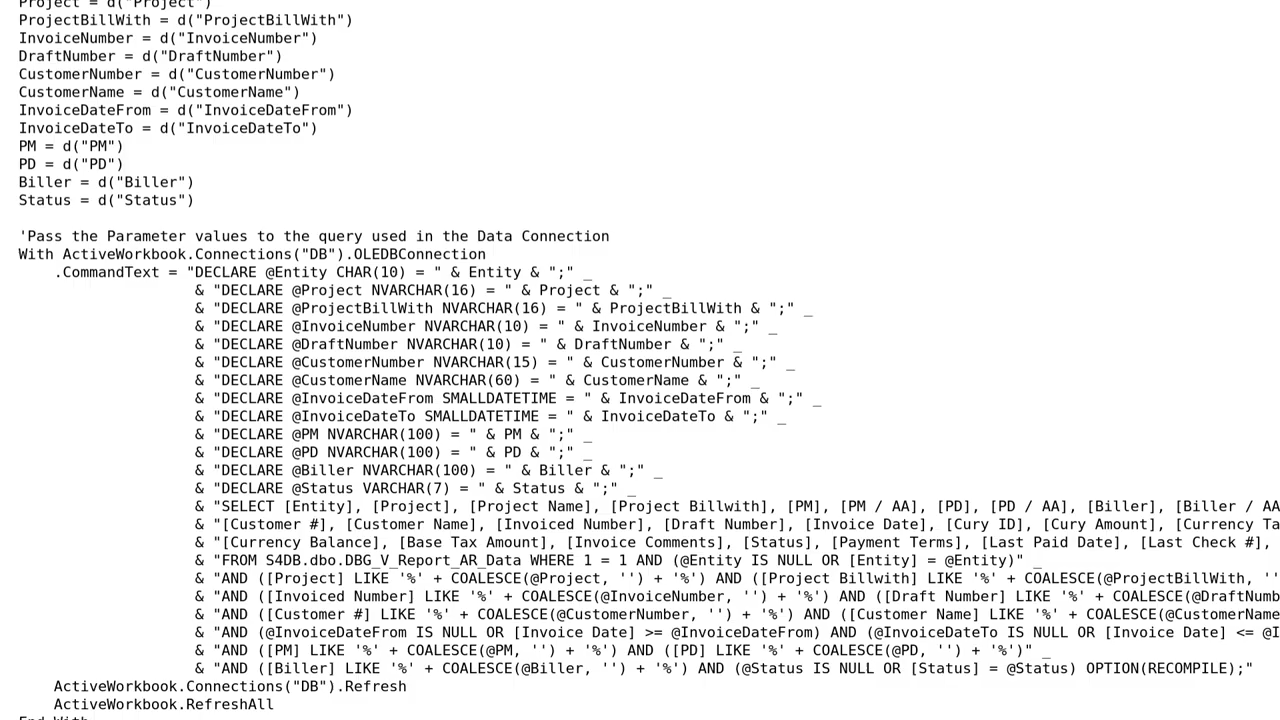 Project = d("Project")
ProjectBillWith = d("ProjectBillWith")
InvoiceNumber = d("InvoiceNumber")
DraftNumber = d("DraftNumber")
CustomerNumber = d("CustomerNumber")
CustomerName = d("CustomerName")
InvoiceDateFrom = d("InvoiceDateFrom")
InvoiceDateTo = d("InvoiceDateTo")
PM = d("PM")
PD = d("PD")
Biller = d("Biller")
Status = d("Status")
'Pass the Parameter values to the query used in the Data Connection
With ActiveWorkbook.Connections("DB").OLEDBConnection
.CommandText = "DECLARE @Entity CHAR(10) = " & Entity & ";" _
& "DECLARE @Project NVARCHAR(16) = " & Project & ";" _
& "DECLARE @ProjectBillWith NVARCHAR(16) = " & ProjectBillWith & ";" _
& "DECLARE @InvoiceNumber NVARCHAR(10) = " & InvoiceNumber & ";" _
& "DECLARE @DraftNumber NVARCHAR(10) = " & DraftNumber & ";" _
& "DECLARE @CustomerNumber NVARCHAR(15) = " & CustomerNumber & ";" _
& "DECLARE @CustomerName NVARCHAR(60) = " & CustomerName & ";" _
& "DECLARE @InvoiceDateFrom SMALLDATETIME = " & InvoiceDateFrom & ";" _
& "DECLARE @InvoiceDateTo SMALLDATETIME = " & InvoiceDateTo & ";" _
& "DECLARE @PM NVARCHAR(100) = " & PM & ";" _
& "DECLARE @PD NVARCHAR(100) = " & PD & ";" _
& "DECLARE @Biller NVARCHAR(100) = " & Biller & ";" _
& "DECLARE @Status VARCHAR(7) = " & Status & ";" _
& "SELECT [Entity], [Project], [Project Name], [Project Billwith], [PM], [PM / AA], [PD], [PD / AA], [Biller], [Biller / AA
& "[Customer #], [Customer Name], [Invoiced Number], [Draft Number], [Invoice Date], [Cury ID], [Cury Amount], [Currency Ta
& "[Currency Balance], [Base Tax Amount], [Invoice Comments], [Status], [Payment Terms], [Last Paid Date], [Last Check #],
& "FROM S4DB.dbo.DBG_V_Report_AR_Data WHERE 1 = 1 AND (@Entity IS NULL OR [Entity] = @Entity)" _
& "AND ([Project] LIKE '%' + COALESCE(@Project, '') + '%') AND ([Project Billwith] LIKE '%' + COALESCE(@ProjectBillWith, ''
& "AND ([Invoiced Number] LIKE '%' + COALESCE(@InvoiceNumber, '') + '%') AND ([Draft Number] LIKE '%' + COALESCE(@DraftNumb
& "AND ([Customer #] LIKE '%' + COALESCE(@CustomerNumber, '') + '%') AND ([Customer Name] LIKE '%' + COALESCE(@CustomerName
& "AND (@InvoiceDateFrom IS NULL OR [Invoice Date] >= @InvoiceDateFrom) AND (@InvoiceDateTo IS NULL OR [Invoice Date] <= @I
& "AND ([PM] LIKE '%' + COALESCE(@PM, '') + '%') AND ([PD] LIKE '%' + COALESCE(@PD, '') + '%')" _
& "AND ([Biller] LIKE '%' + COALESCE(@Biller, '') + '%') AND (@Status IS NULL OR [Status] = @Status) OPTION(RECOMPILE);"
ActiveWorkbook.Connections("DB").Refresh
ActiveWorkbook.RefreshAll
End With